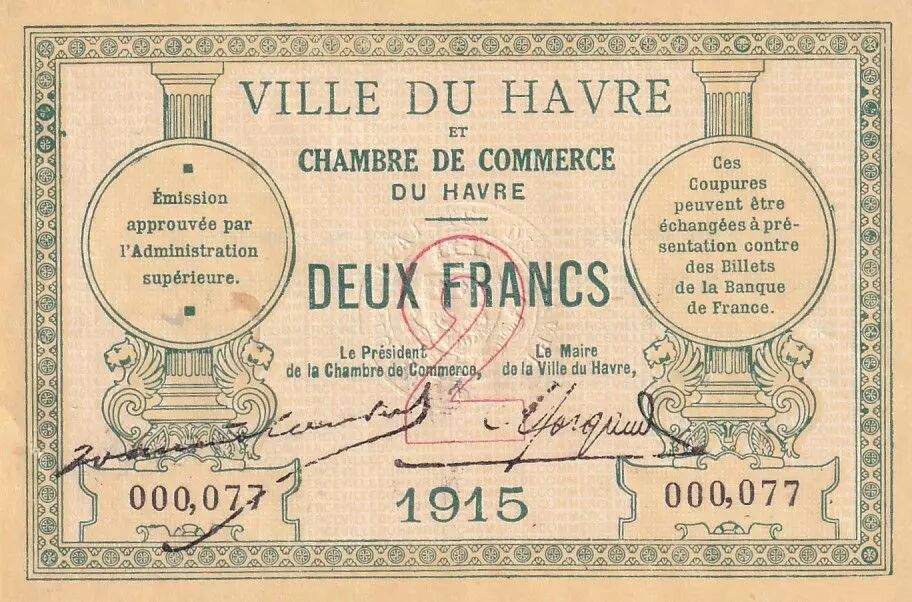 VILLE DU HAVRE
ET
CHAMBRE DE COMMERCE
DU HAVRE
Émission
approuvée par
l'Administration
supérieure.
Ces
Coupures
peuvent être
échangées à pré-
sentation contre
des Billets
de la Banque
de France.
DEUX FRANCS
2
Le Président
de la Chambre de Commerce,
Le Maire
de la Ville du Havre,
000,077
1915
000,077